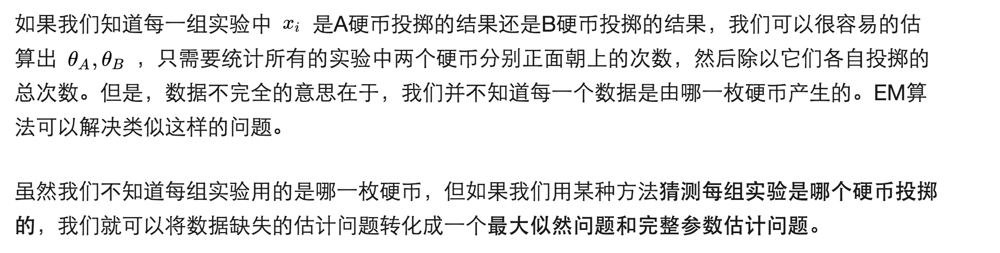 如果我们知道每一组实验中 x_i 是A硬币投掷的结果还是B硬币投掷的结果，我们可以很容易的估
算出 θ_A,θ_B ，只需要统计所有的实验中两个硬币分别正面朝上的次数，然后除以它们各自投掷的
总次数。但是，数据不完全的意思在于，我们并不知道每一个数据是由哪一枚硬币产生的。EM算
法可以解决类似这样的问题。
虽然我们不知道每组实验用的是哪一枚硬币，但如果我们用某种方法猜测每组实验是哪个硬币投掷
的，我们就可以将数据缺失的估计问题转化成一个最大似然问题和完整参数估计问题。